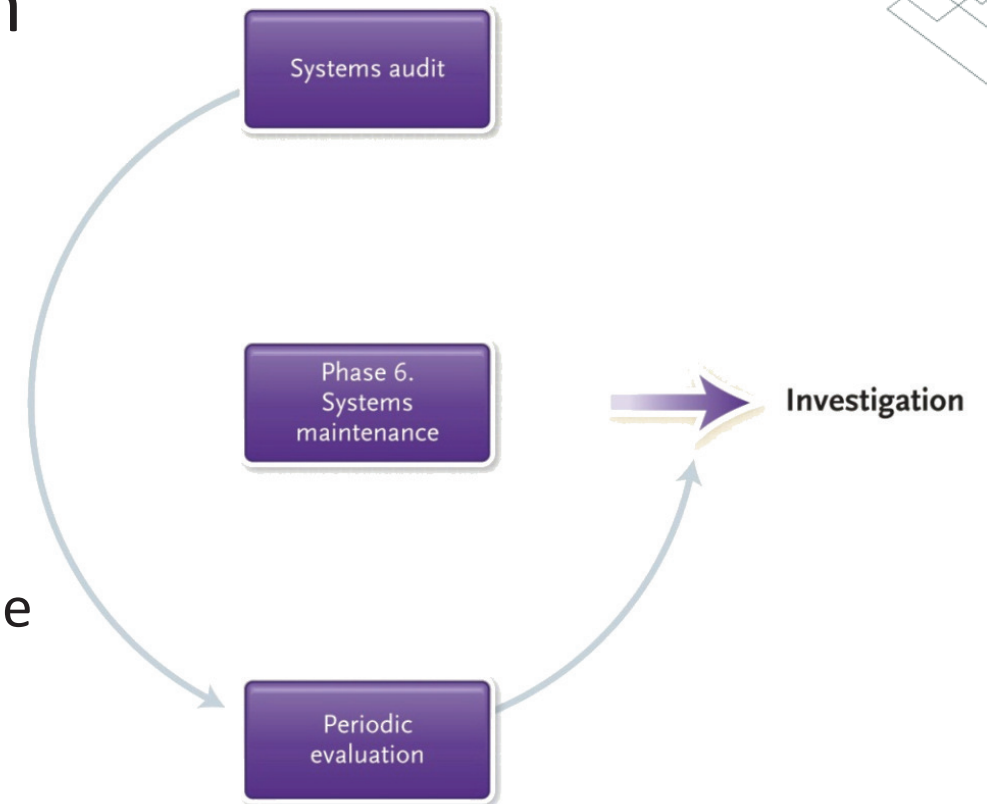 n
Systems audit
Phase 6.
Systems
maintenance
Investigation
e
Periodic
evaluation